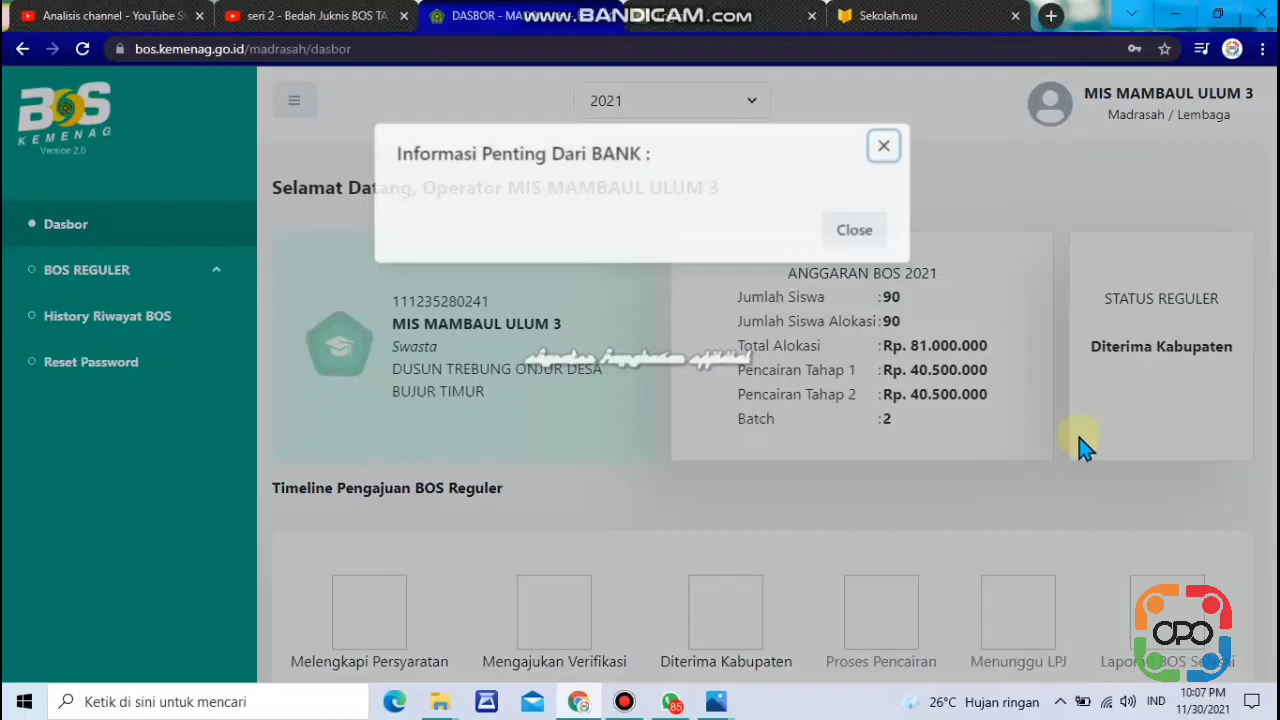 Analisis channel - YouTube S
seri 2 - Bedah Juknis BOS TA
DASBOR - MA
www.BANDICAM.com
Sekolah.mu
bos.kemenag.go.id/madrasah/dasbor
BOS
KEMENAG
Version 2,0
2021
MIS MAMBAUL ULUM 3
Madrasah / Lembaga
Informasi Penting Dari BANK :
Close
Selamat Datang, Operator MIS MAMBAUL ULUM 3
Dasbor
BOS REGULER
History Riwayat BOS
Reset Password
111235280241
MIS MAMBAUL ULUM 3
Swasta
DUSUN TREBUNG ONJUR DESA
BUJUR TIMUR
ANGGARAN BOS 2021
Jumlah Siswa :90
Jumlah Siswa Alokasi:90
Total Alokasi :Rp. 81.000.000
Pencairan Tahap 1 :Rp. 40.500.000
Pencairan Tahap 2 :Rp. 40.500.000
Batch :2
STATUS REGULER
Diterima Kabupaten
Timeline Pengajuan BOS Reguler
Melengkapi Persyaratan
Mengajukan Verifikasi
Diterima Kabupaten
Proses Pencairan
Menunggu LPJ
Laporan BOS Selesai
OPO
Ketik di sini untuk mencari
85
26°C Hujan ringan
IND
10:07 PM
11/30/2021